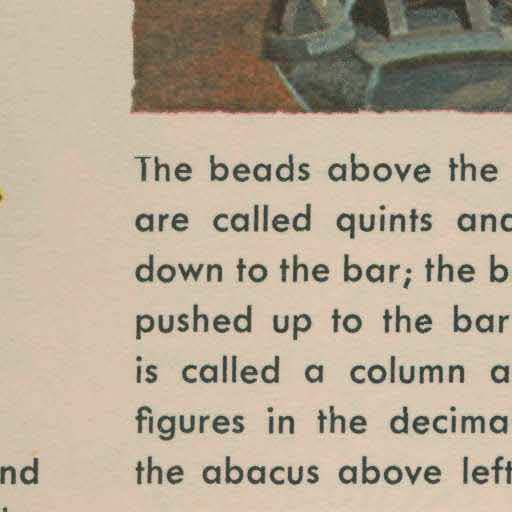 The beads above the
are called quints and
down to the bar; the b
pushed up to the bar
is called a column a
figures in the decima
the abacus above left
nd